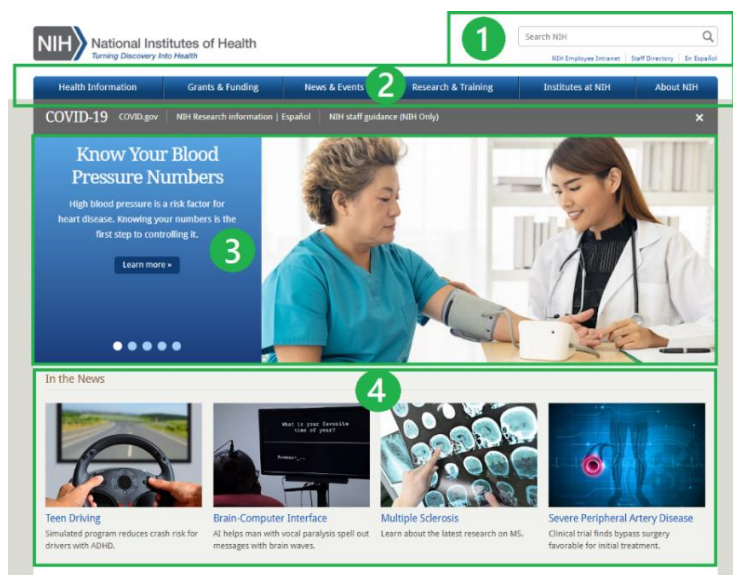 NIH National Institutes of Health
Turning Discovery Into Health
1
Search NIH
NIH Employee Intranet | Staff Directory | En Español
Health Information Grants & Funding News & Events 2 Research & Training Institutes at NIH About NIH
COVID-19 COVID.gov | NIH Research information | Español | NIH staff guidance (NIH Only) ×
Know Your Blood
Pressure Numbers
High blood pressure is a risk factor for
heart disease. Knowing your numbers is the
first step to controlling it.
3
Learn more »
In the News
4
What is your favorite
time of year?
Teen Driving
Simulated program reduces crash risk for
drivers with ADHD.
Brain-Computer Interface
AI helps man with vocal paralysis spell out
messages with brain waves.
Multiple Sclerosis
Learn about the latest research on MS.
Severe Peripheral Artery Disease
Clinical trial finds bypass surgery
favorable for initial treatment.